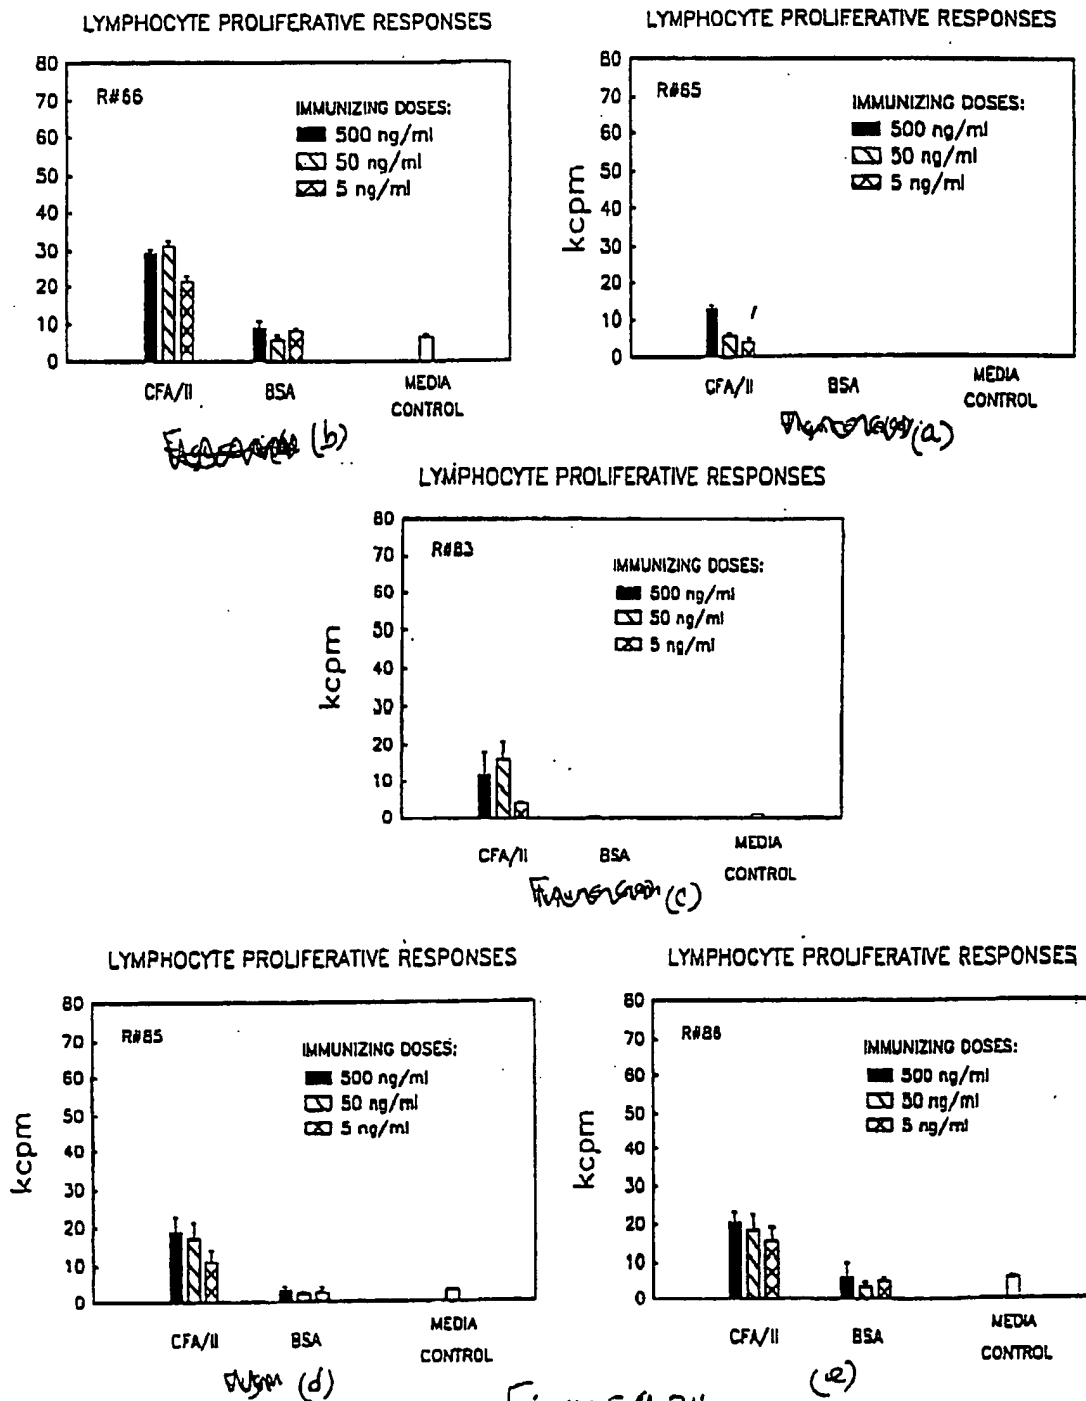 LYMPHOCYTE PROLIFERATIVE RESPONSES
80
70
60
50
40
30
20
10
0
R#66
IMMUNIZING DOSES:
500 ng/ml
50 ng/ml
5 ng/ml
CFA/II BSA MEDIA CONTROL
(b)
LYMPHOCYTE PROLIFERATIVE RESPONSES
kcpm
80
70
60
50
40
30
20
10
0
R#65
IMMUNIZING DOSES:
500 ng/ml
50 ng/ml
5 ng/ml
CFA/II BSA MEDIA CONTROL
(a)
LYMPHOCYTE PROLIFERATIVE RESPONSES
kcpm
80
70
60
50
40
30
20
10
0
R#83
IMMUNIZING DOSES:
500 ng/ml
50 ng/ml
5 ng/ml
CFA/II BSA MEDIA CONTROL
(c)
LYMPHOCYTE PROLIFERATIVE RESPONSES
kcpm
80
70
60
50
40
30
20
10
0
R#85
IMMUNIZING DOSES:
500 ng/ml
50 ng/ml
5 ng/ml
CFA/II BSA MEDIA CONTROL
(d)
LYMPHOCYTE PROLIFERATIVE RESPONSES
kcpm
80
70
60
50
40
30
20
10
0
R#86
IMMUNIZING DOSES:
500 ng/ml
50 ng/ml
5 ng/ml
CFA/II BSA MEDIA CONTROL
(e)